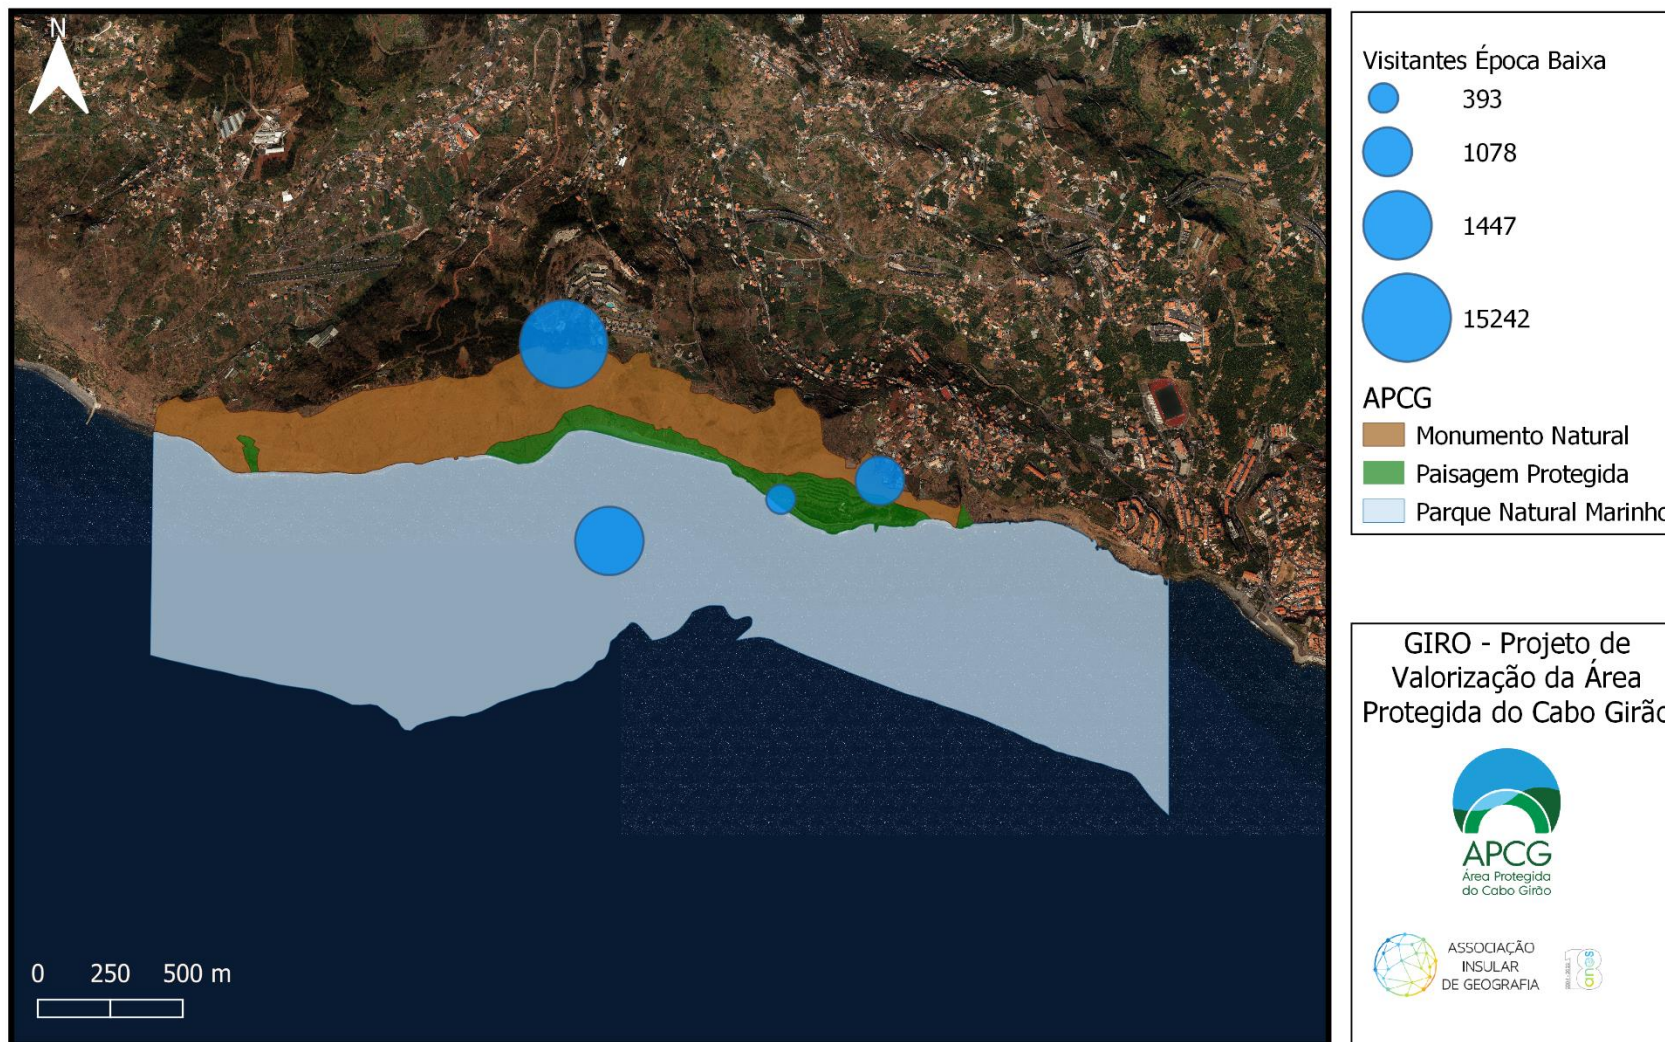 N
0 250 500 m
Visitantes Época Baixa
393
1078
1447
15242
APCG
Monumento Natural
Paisagem Protegida
Parque Natural Marinho
GIRO - Projeto de
Valorização da Área
Protegida do Cabo Girão
APCG
Área Protegida
do Cabo Girão
ASSOCIAÇÃO
INSULAR
DE GEOGRAFIA
18
anos